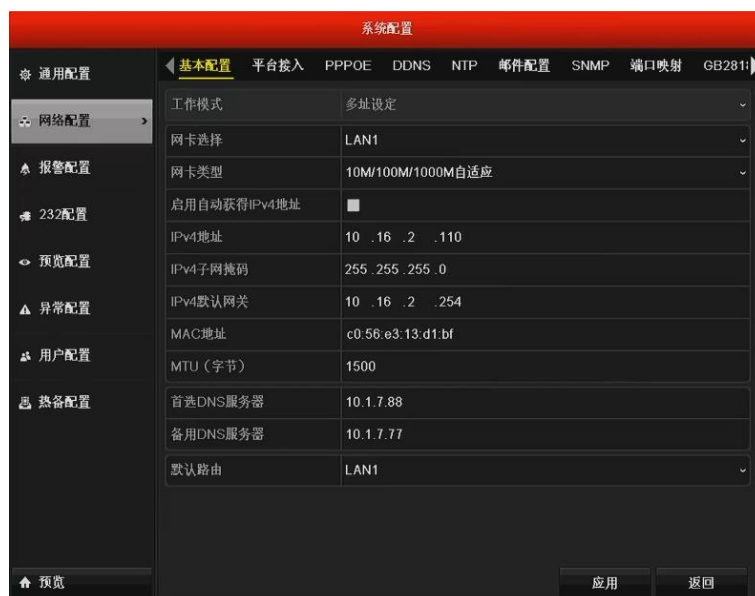 系统配置
通用配置
网络配置
报警配置
232配置
预览配置
异常配置
用户配置
热备配置
预览
基本配置 平台接入 PPPOE DDNS NTP 邮件配置 SNMP 端口映射 GB281
工作模式 多址设定
网卡选择 LAN1
网卡类型 10M/100M/1000M自适应
启用自动获得IPv4地址
IPv4地址 10 .16 .2 .110
IPv4子网掩码 255.255.255.0
IPv4默认网关 10 .16 .2 .254
MAC地址 c0:56:e3:13:d1:bf
MTU（字节） 1500
首选DNS服务器 10.1.7.88
备用DNS服务器 10.1.7.77
默认路由 LAN1
应用 返回